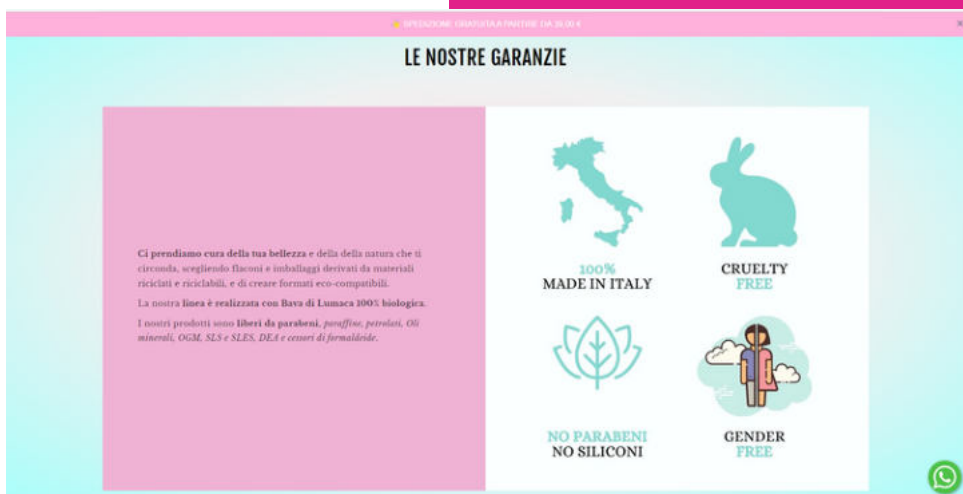 SPEDIZIONE GRATUITA A PARTIRE DA 39,00 €
LE NOSTRE GARANZIE
Ci prendiamo cura della tua bellezza e della della natura che ti
circonda, scegliendo flaconi e imballaggi derivati da materiali
riciclati e riciclabili, e di creare formati eco-compatibili.
La nostra linea è realizzata con Bava di Lumaca 100% biologica.
I nostri prodotti sono liberi da parabeni, paraffine, petrolati, Oli
minerali, OGM, SLS e SLES, DEA e cessori di formaldeide.
100%
MADE IN ITALY
CRUELTY
FREE
NO PARABENI
NO SILICONI
GENDER
FREE